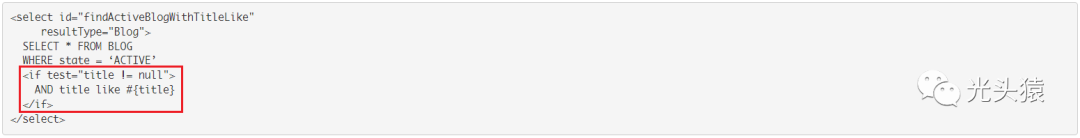 <select id="findActiveBlogWithTitleLike"
resultType="Blog">
SELECT * FROM BLOG
WHERE state = ‘ACTIVE’
<if test="title != null">
AND title like #{title}
</if>
</select>
光头猿